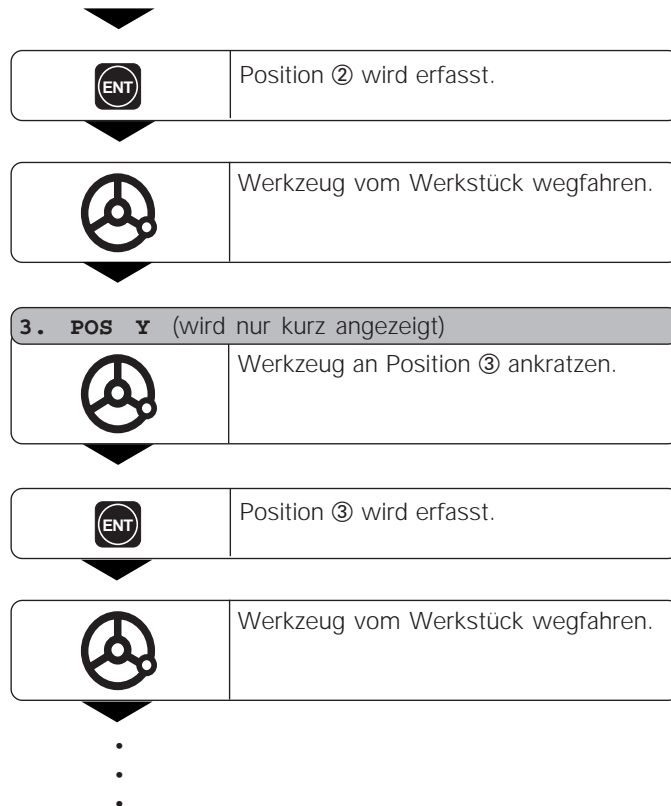 ENT
Position ② wird erfasst.
Werkzeug vom Werkstück wegfahren.
3. POS Y (wird nur kurz angezeigt)
Werkzeug an Position ③ ankratzen.
ENT
Position ③ wird erfasst.
Werkzeug vom Werkstück wegfahren.